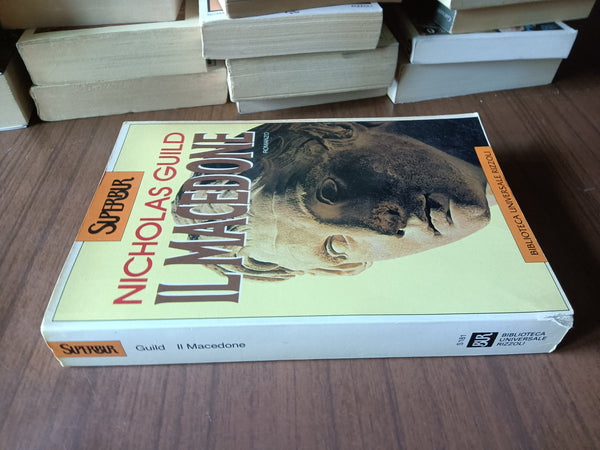 SUPERBUR
NICHOLAS GUILD
IL MACEDONE
ROMANZO
BIBLIOTECA UNIVERSALE RIZZOLI
SUPERBUR
Guild Il Macedone
BUR
BIBLIOTECA
UNIVERSALE
RIZZOLI